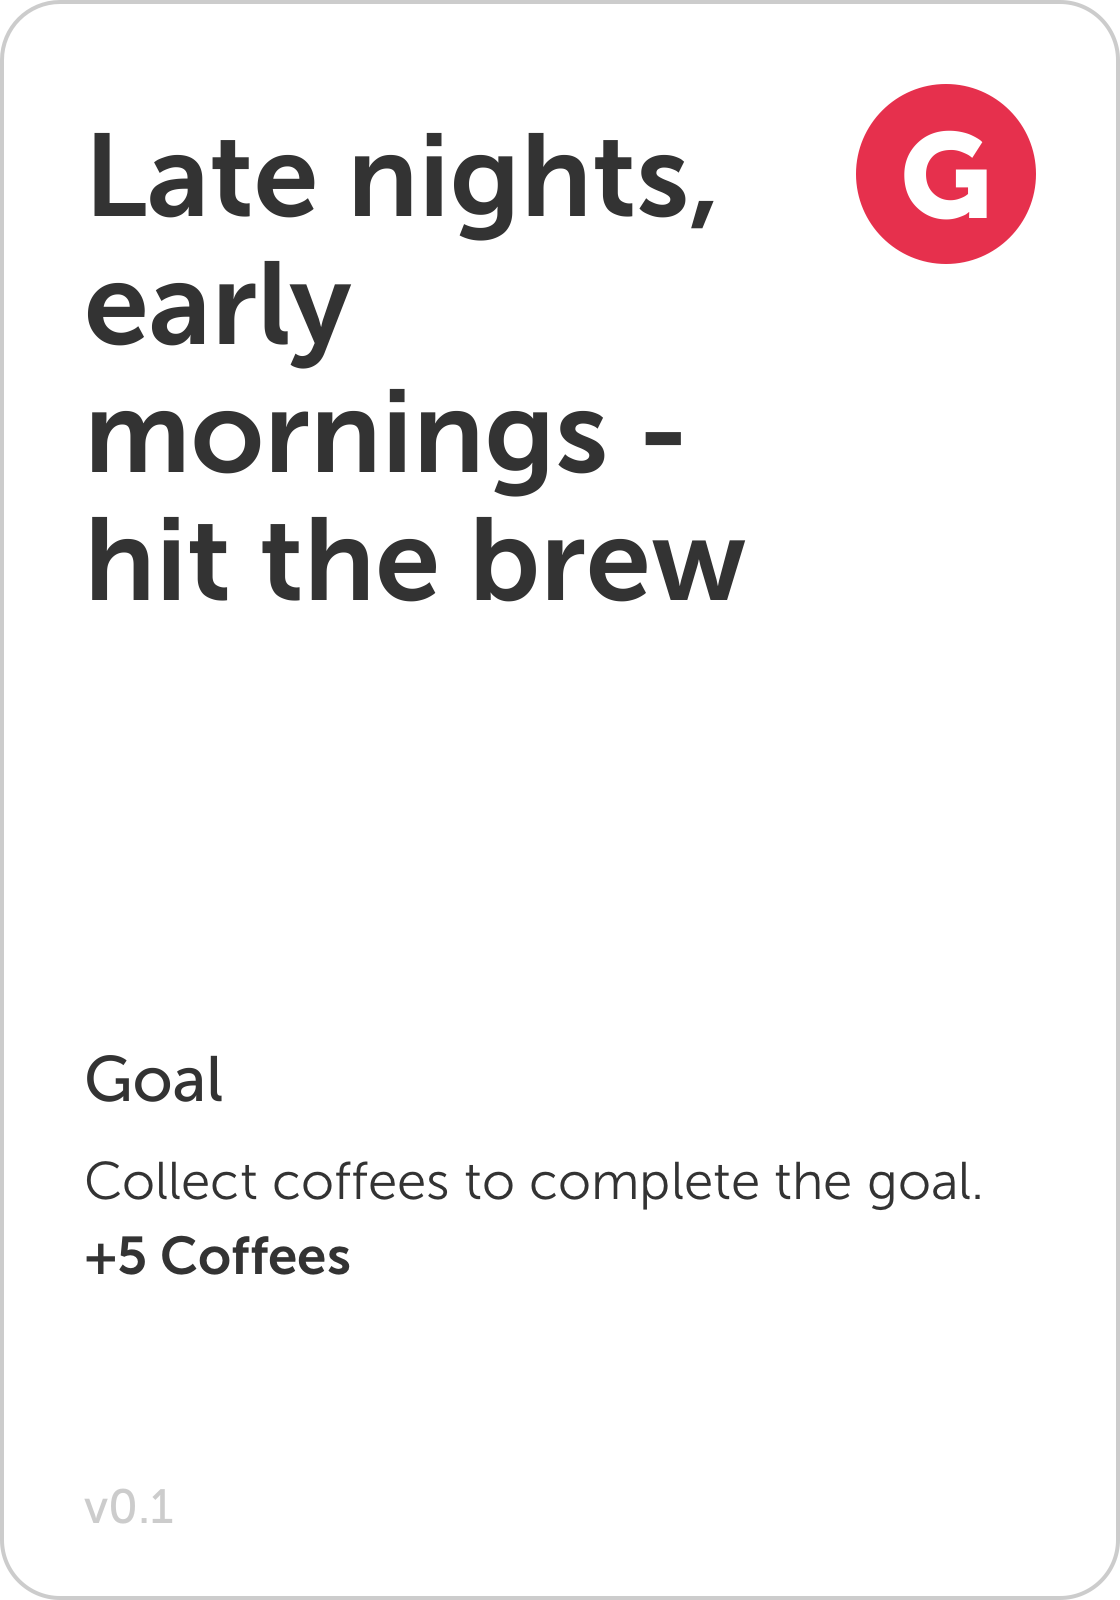 Late nights,
early
mornings -
hit the brew
G
Goal
Collect coffees to complete the goal.
+5 Coffees
v0.1